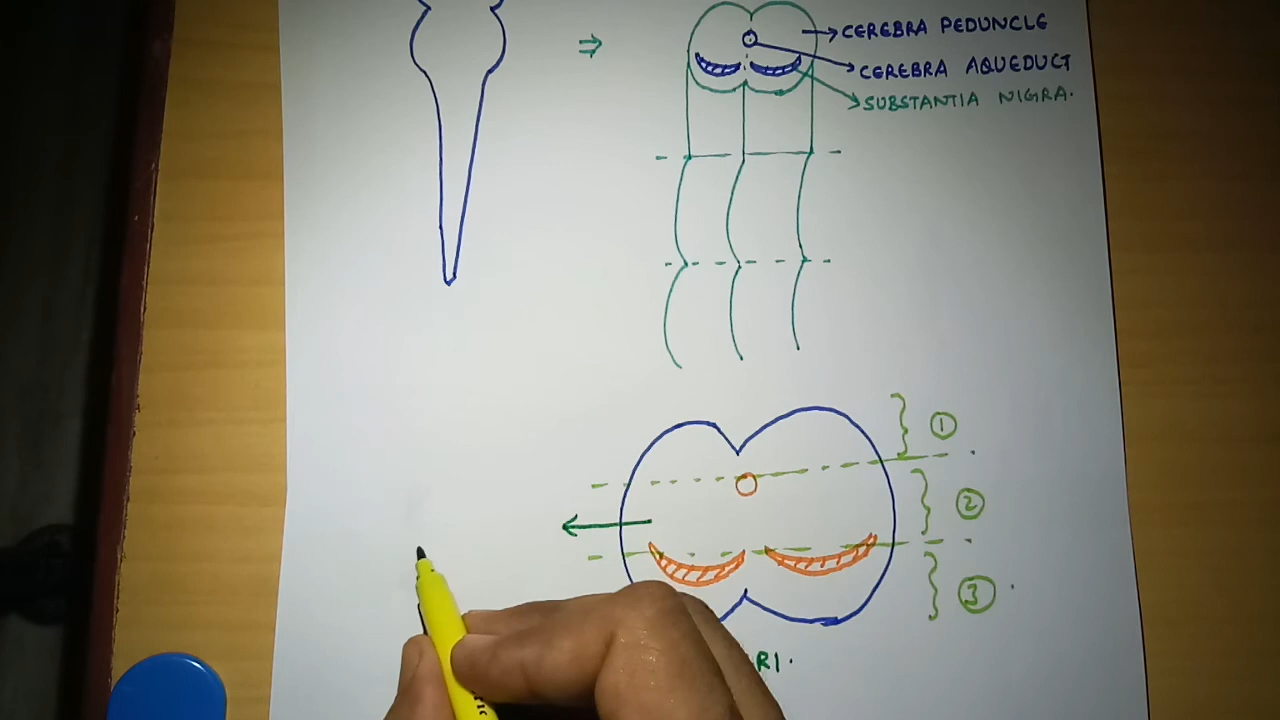 CEREBRA PEDUNCLE
CEREBRA AQUEDUCT
SUBSTANTIA NIGRA.
1
2
3